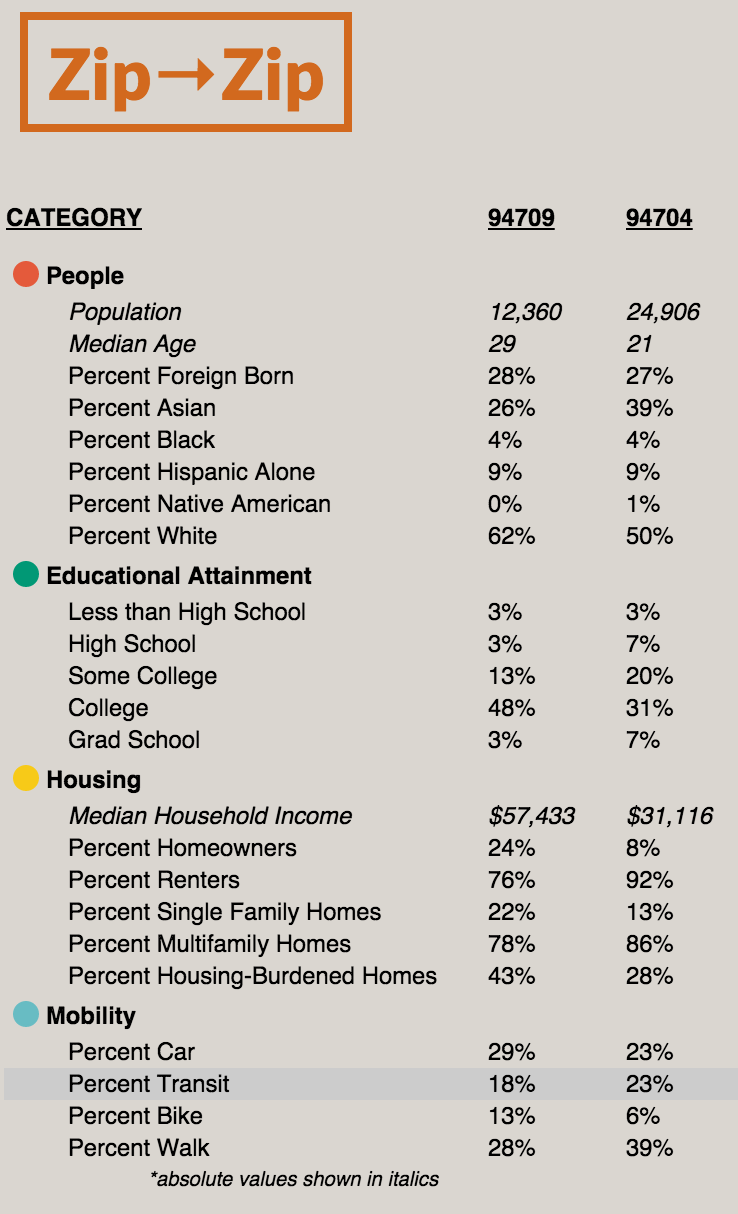 Zip→Zip
CATEGORY 94709 94704
People
Population 12,360 24,906
Median Age 29 21
Percent Foreign Born 28% 27%
Percent Asian 26% 39%
Percent Black 4% 4%
Percent Hispanic Alone 9% 9%
Percent Native American 0% 1%
Percent White 62% 50%
Educational Attainment
Less than High School 3% 3%
High School 3% 7%
Some College 13% 20%
College 48% 31%
Grad School 3% 7%
Housing
Median Household Income $57,433 $31,116
Percent Homeowners 24% 8%
Percent Renters 76% 92%
Percent Single Family Homes 22% 13%
Percent Multifamily Homes 78% 86%
Percent Housing-Burdened Homes 43% 28%
Mobility
Percent Car 29% 23%
Percent Transit 18% 23%
Percent Bike 13% 6%
Percent Walk 28% 39%
*absolute values shown in italics